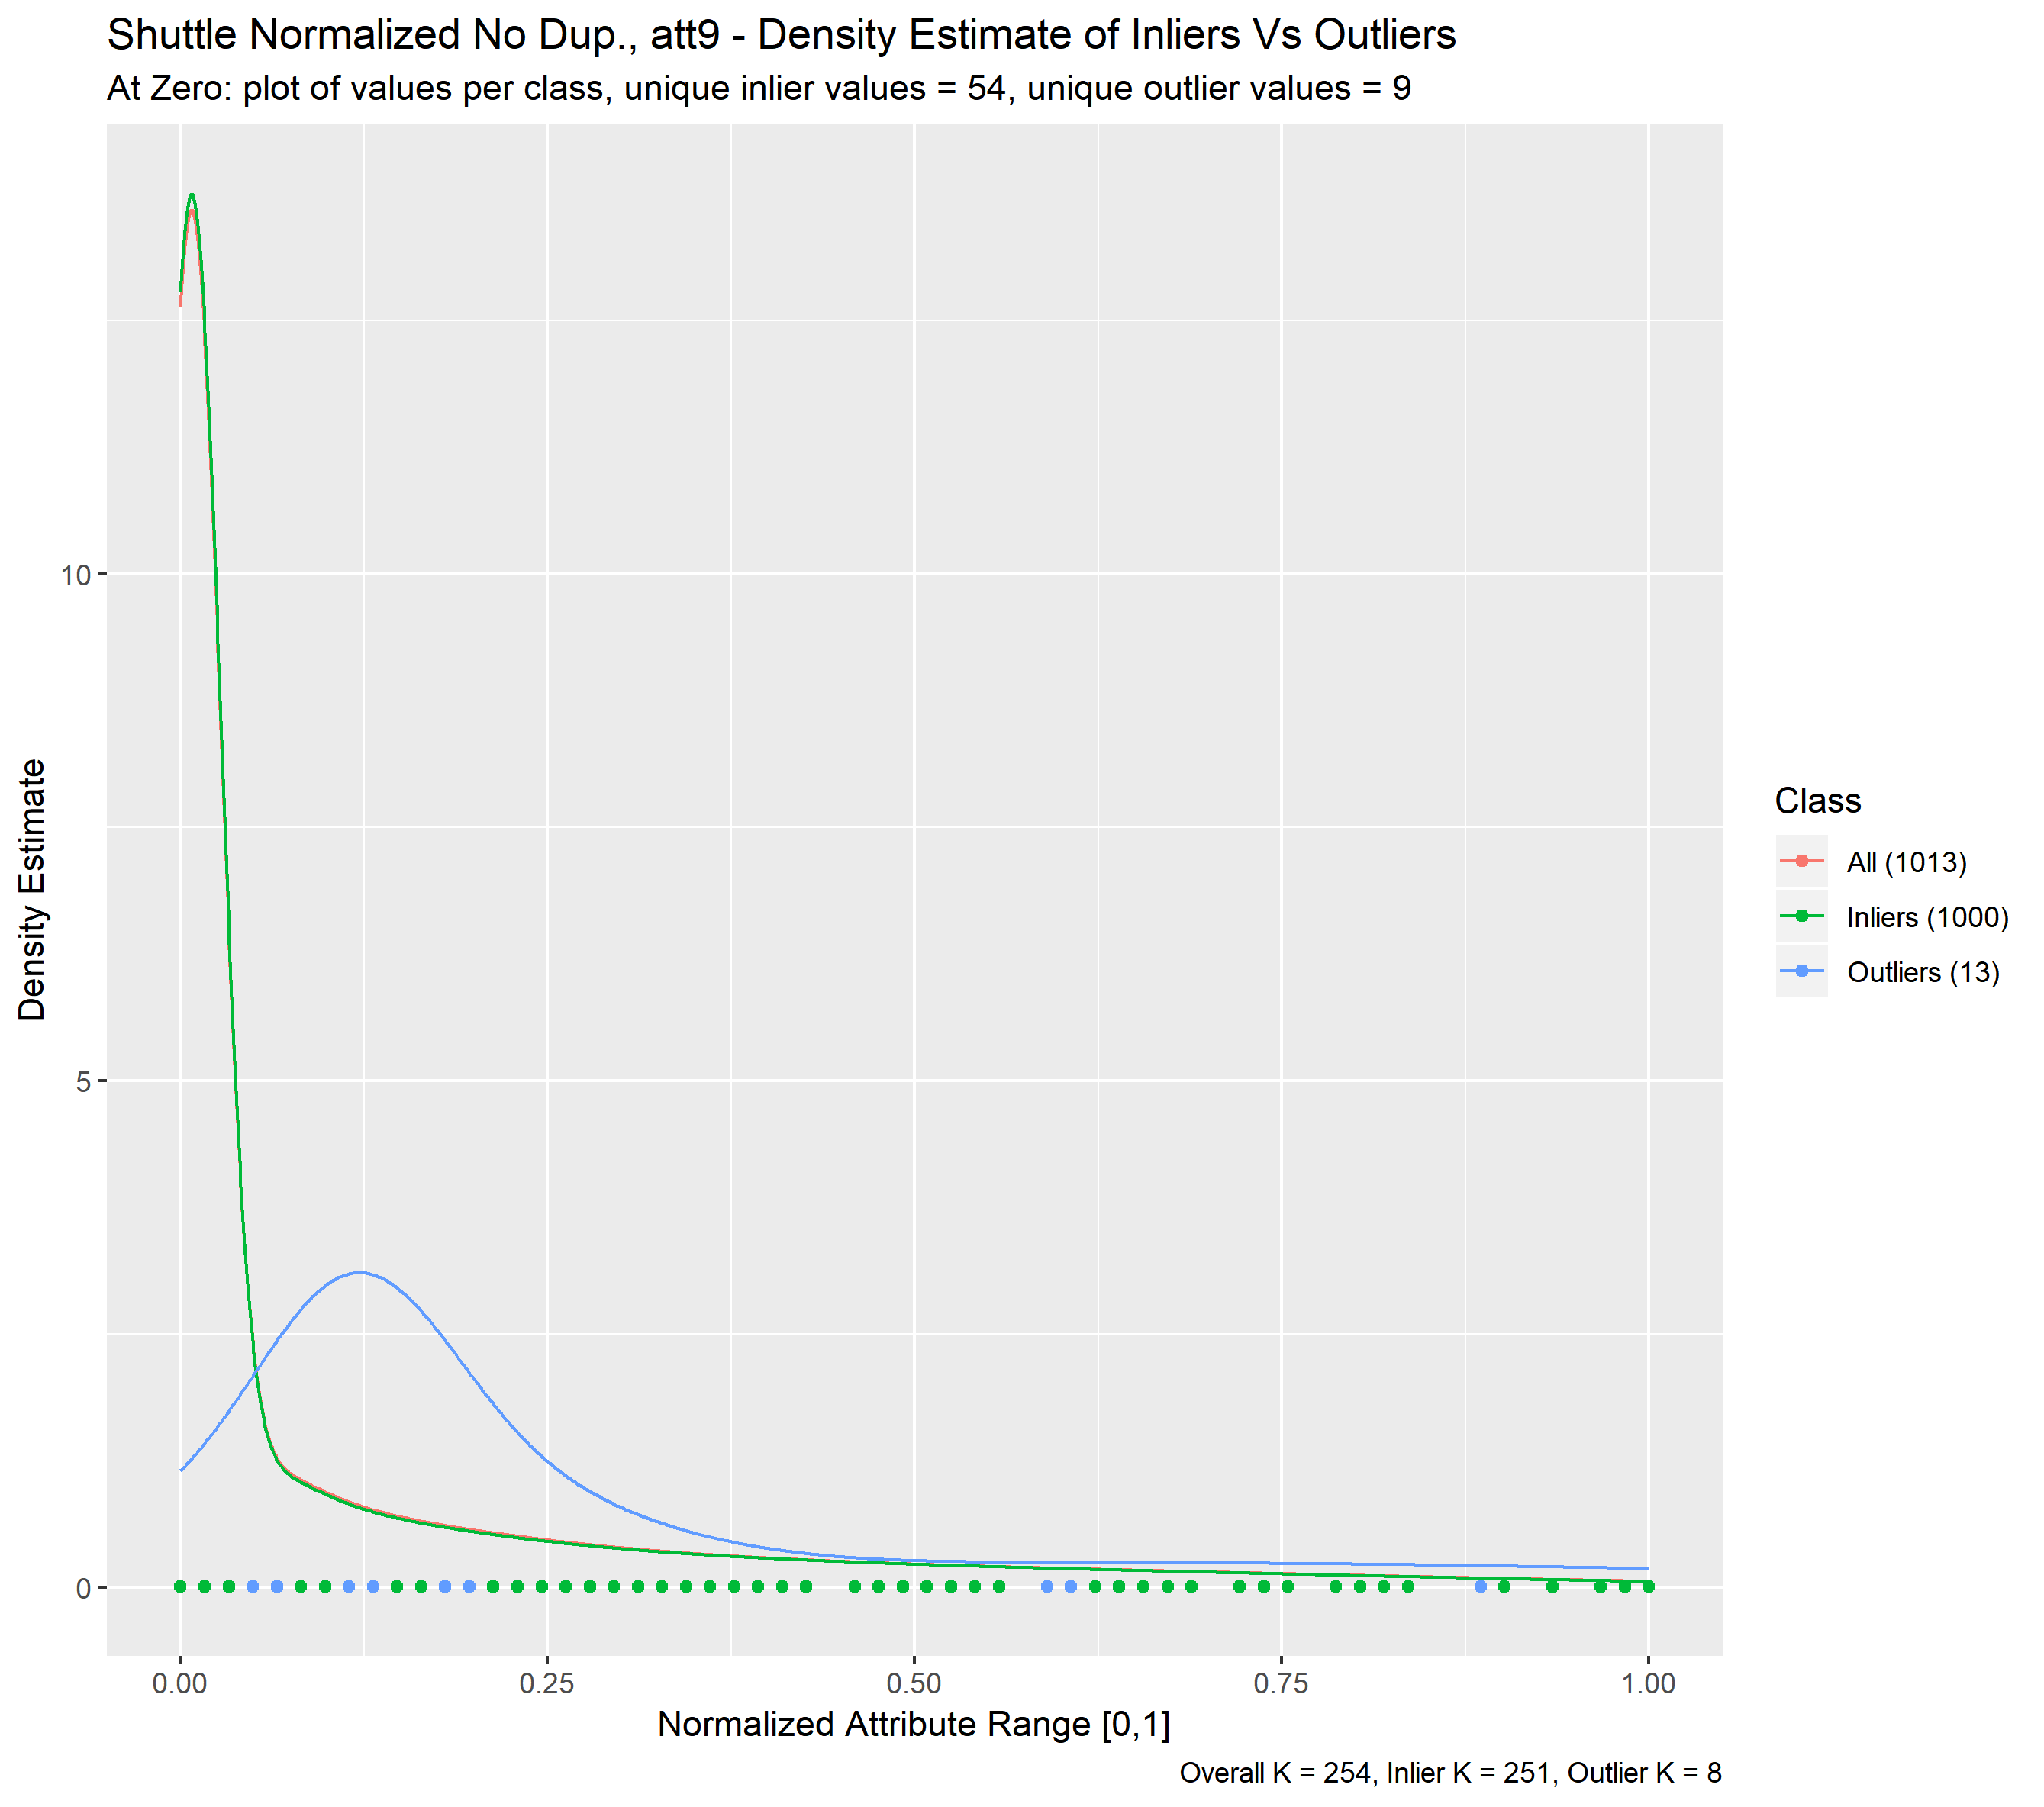 Shuttle Normalized No Dup., att9 - Density Estimate of Inliers Vs Outliers
At Zero: plot of values per class, unique inlier values = 54, unique outlier values = 9
Density Estimate
10
5
0
0.00
0.25
0.50
0.75
1.00
Normalized Attribute Range [0,1]
Class
All (1013)
Inliers (1000)
Outliers (13)
Overall K = 254, Inlier K = 251, Outlier K = 8